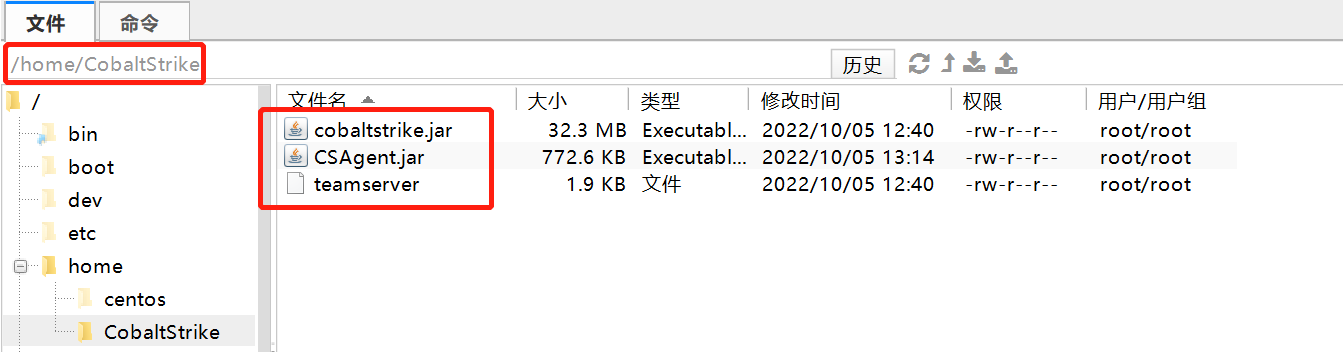 文件 命令
/home/CobaltStrike 历史
/
bin
boot
dev
etc
home
centos
CobaltStrike
文件名 大小 类型 修改时间 权限 用户/用户组
cobaltstrike.jar 32.3 MB Executabl... 2022/10/05 12:40 -rw-r--r-- root/root
CSAgent.jar 772.6 KB Executabl... 2022/10/05 13:14 -rw-r--r-- root/root
teamserver 1.9 KB 文件 2022/10/05 12:40 -rw-r--r-- root/root